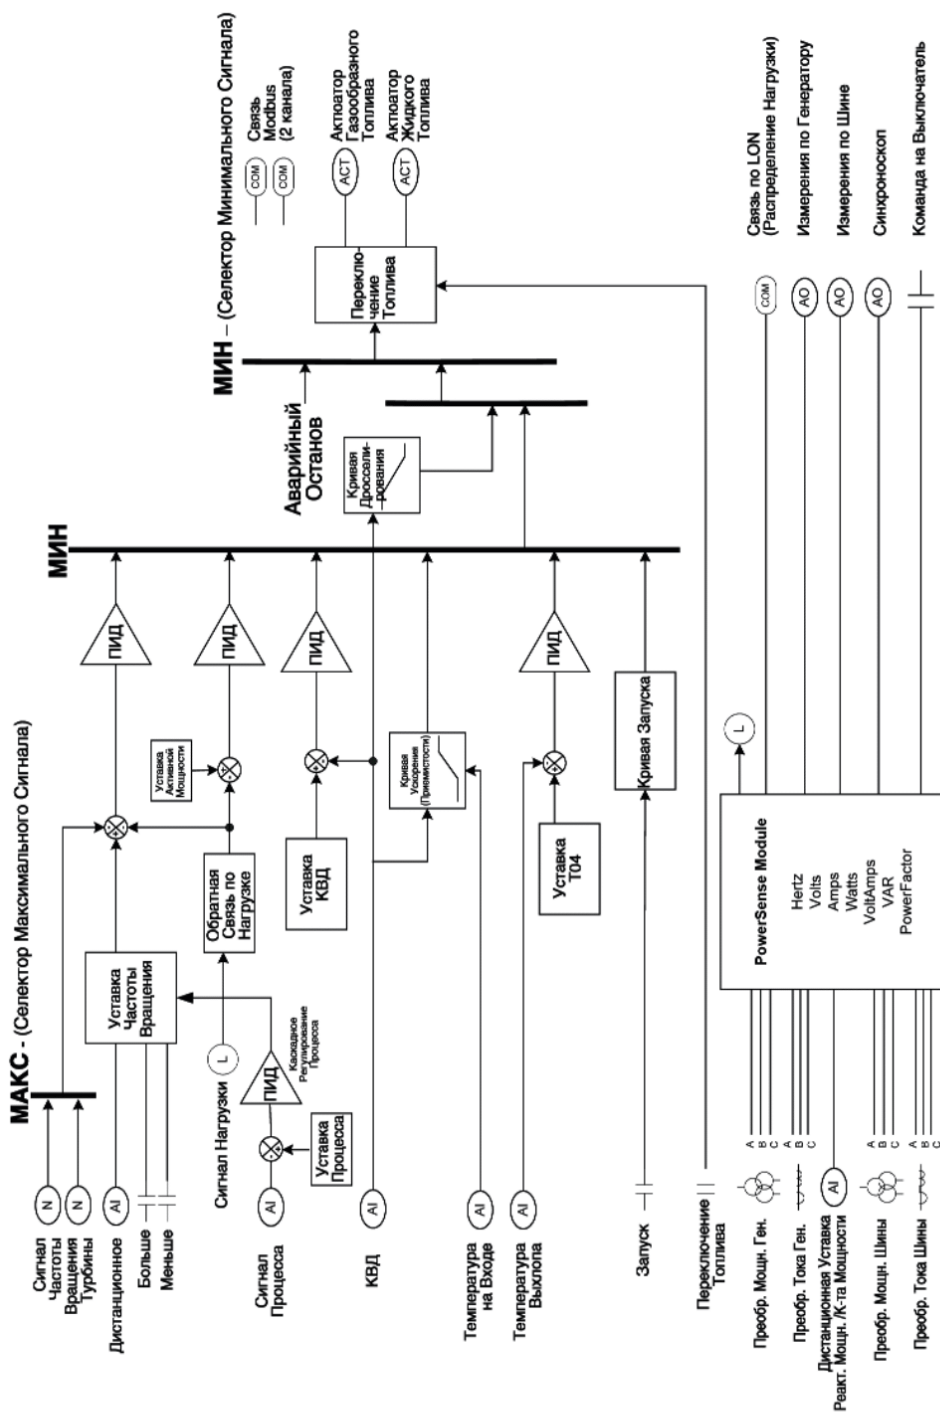 МАКС - (Селектор Максимального Сигнала)
МИН
МИН – (Селектор Минимального Сигнала)
Сигнал
Частоты
Вращения
Турбины
N
N
Дистанционное
AI
Больше
Меньше
Уставка
Частоты
Вращения
ПИД
Уставка
Активной
Мощности
ПИД
Сигнал Нагрузки
L
Обратная
Связь по
Нагрузке
Сигнал
Процесса
AI
ПИД
Каскадное
Регулирование
Процесса
Уставка
Процесса
Уставка
КВД
ПИД
КВД
AI
Кривая
Ускорения
(Приемистости)
Температура
на Входе
AI
Температура
Выхлопа
AI
Уставка
T04
ПИД
Запуск
Кривая Запуска
Переключение
Топлива
Аварийный
Останов
Кривая
Дроссели-
рования
Переклю-
чение
Топлива
COM
COM
Связь
Modbus
(2 канала)
ACT
Актюатор
Газообразного
Топлива
ACT
Актюатор
Жидкого
Топлива
Преобр. Мощн. Ген.
A
B
C
Преобр. Тока Ген.
A
B
C
Дистанционная Уставка
Реакт. Мощн. /К-та Мощности
AI
Преобр. Мощн. Шины
A
B
C
Преобр. Тока Шины
A
B
C
PowerSense Module
Hertz
Volts
Amps
Watts
VoltAmps
VAR
PowerFactor
L
COM
Связь по LON
(Распределение Нагрузки)
AO
Измерения по Генератору
AO
Измерения по Шине
AO
Синхроноскоп
Команда на Выключатель